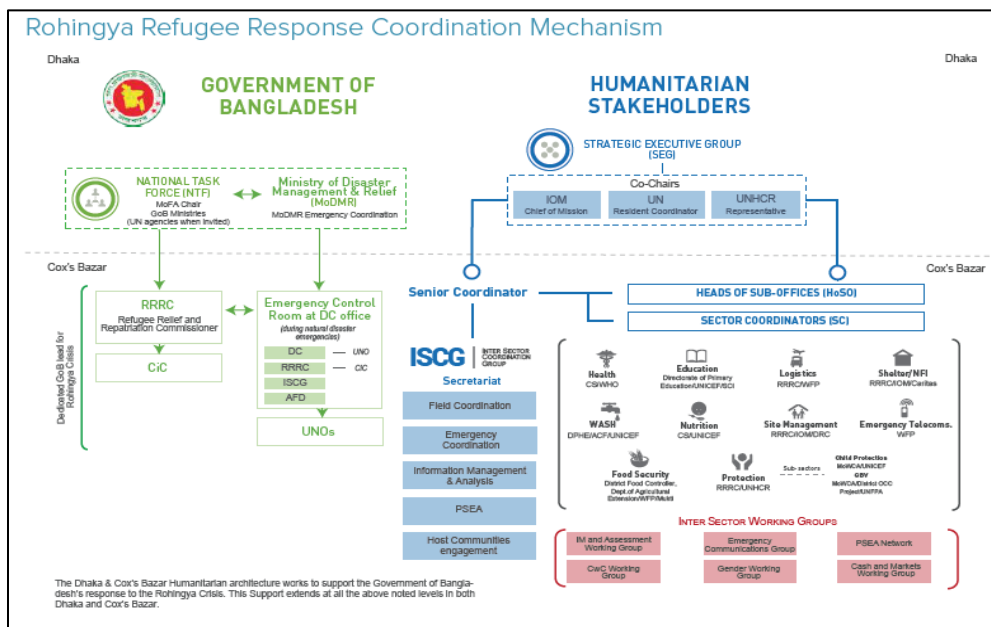 Rohingya Refugee Response Coordination Mechanism
Dhaka
Dhaka
GOVERNMENT OF
BANGLADESH
HUMANITARIAN
STAKEHOLDERS
STRATEGIC EXECUTIVE GROUP
(SEG)
NATIONAL TASK
FORCE (NTF)
MoFA Chair
GoB Ministries
(UN agencies when invited)
Ministry of Disaster
Management & Relief
(MoDMR)
MoDMR Emergency Coordination
Co-Chairs
IOM
Chief of Mission
UN
Resident Coordinator
UNHCR
Representative
Cox's Bazar
Cox's Bazar
Dedicated GoB lead for
Rohingya Crisis
RRRC
Refugee Relief and
Repatriation Commissioner
CiC
Emergency Control
Room at DC office
(during natural disaster
emergencies)
DC
UNO
RRRC
CIC
ISCG
AFD
UNOs
Senior Coordinator
HEADS OF SUB-OFFICES (HoSO)
SECTOR COORDINATORS (SC)
ISCG
INTER SECTOR
COORDINATION
GROUP
Secretariat
Field Coordination
Emergency
Coordination
Information Management
& Analysis
PSEA
Host Communities
engagement
Health
CS/WHO
Education
Directorate of Primary
Education/UNICEF/SCI
Logistics
RRRC/WFP
Shelter/NFI
RRRC/IOM/Caritas
WASH
DPHE/ACF/UNICEF
Nutrition
CS/UNICEF
Site Management
RRRC/IOM/DRC
Emergency Telecoms.
WFP
Food Security
District Food Controller,
Dept.of Agricultural
Extension/WFP/Mukti
Protection
RRRC/UNHCR
Sub-sectors
Child Protection
MoWCA/UNICEF
GBV
MoWCA/District OCC
Project/UNFPA
INTER SECTOR WORKING GROUPS
IM and Assessment
Working Group
Emergency
Communications Group
PSEA Network
CwC Working
Group
Gender Working
Group
Cash and Markets
Working Group
The Dhaka & Cox's Bazar Humanitarian architecture works to support the Government of Bangla-
desh's response to the Rohingya Crisis. This Support extends at all the above noted levels in both
Dhaka and Cox's Bazar.